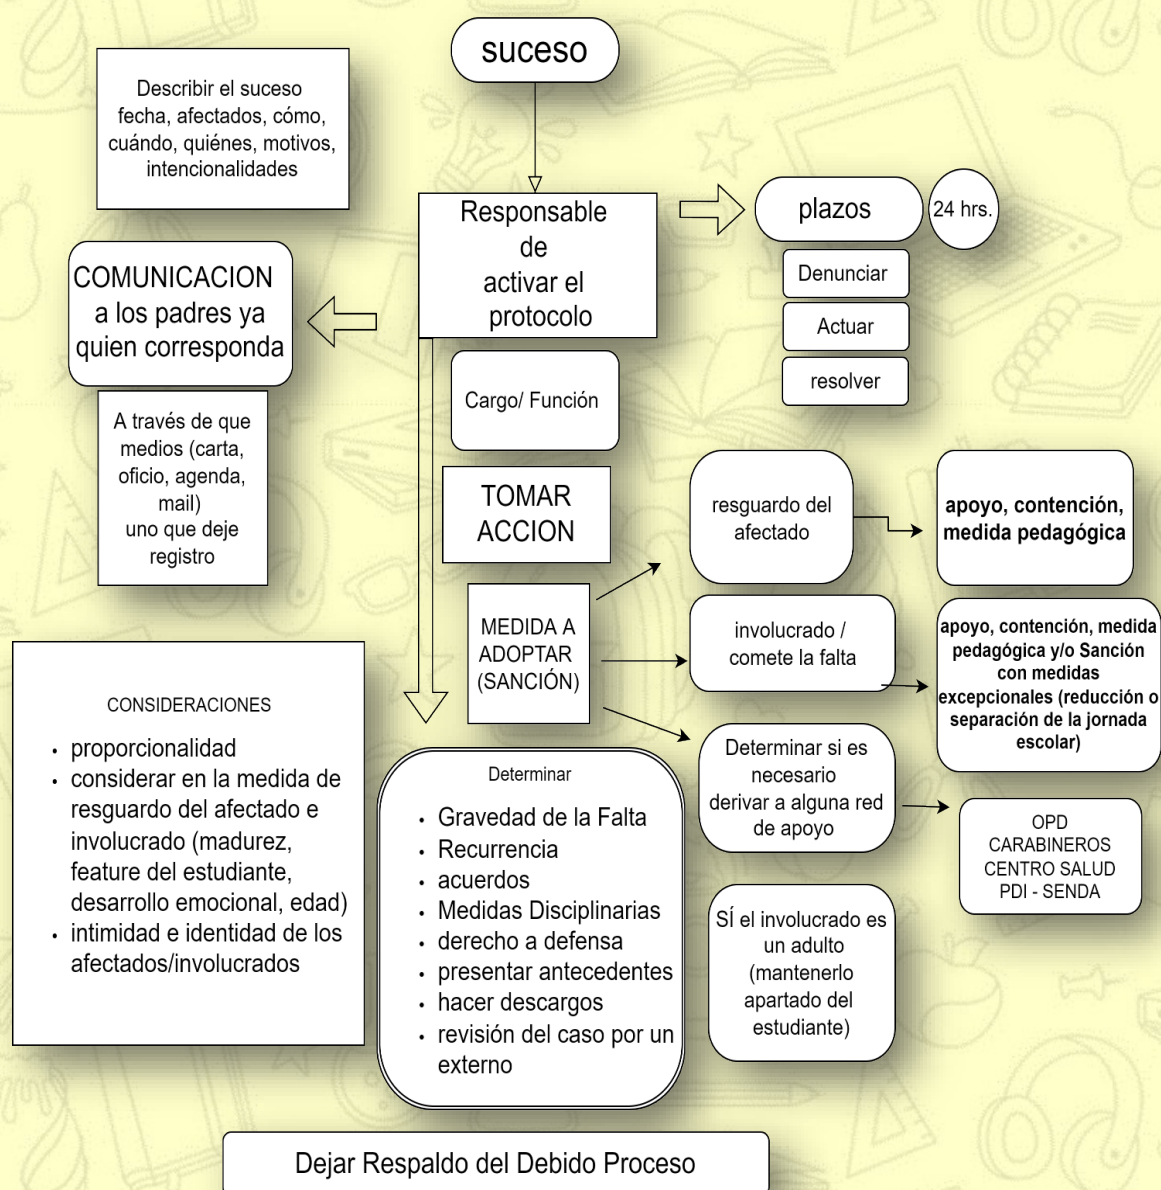 suceso
Describir el suceso
fecha, afectados, cómo,
cuándo, quiénes, motivos,
intencionalidades
Responsable
de
activar el
protocolo
plazos
24 hrs.
Denunciar
Actuar
resolver
COMUNICACION
a los padres ya
quien corresponda
A través de que
medios (carta,
oficio, agenda,
mail)
uno que deje
registro
Cargo/ Función
TOMAR
ACCION
MEDIDA A
ADOPTAR
(SANCIÓN)
resguardo del
afectado
apoyo, contención,
medida pedagógica
involucrado /
comete la falta
apoyo, contención, medida
pedagógica y/o Sanción
con medidas
excepcionales (reducción o
separación de la jornada
escolar)
Determinar si es
necesario
derivar a alguna red
de apoyo
OPD
CARABINEROS
CENTRO SALUD
PDI - SENDA
SÍ el involucrado es
un adulto
(mantenerlo
apartado del
estudiante)
CONSIDERACIONES
• proporcionalidad
• considerar en la medida de
resguardo del afectado e
involucrado (madurez,
feature del estudiante,
desarrollo emocional, edad)
• intimidad e identidad de los
afectados/involucrados
Determinar
• Gravedad de la Falta
• Recurrencia
• acuerdos
• Medidas Disciplinarias
• derecho a defensa
• presentar antecedentes
• hacer descargos
• revisión del caso por un
externo
Dejar Respaldo del Debido Proceso